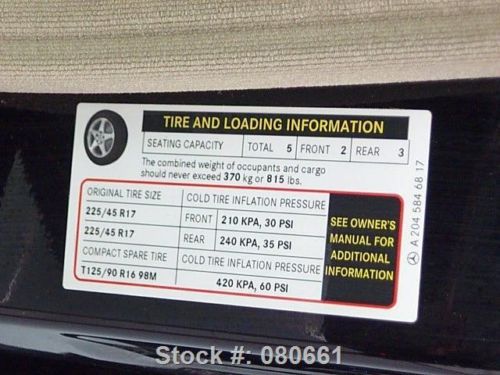 TIRE AND LOADING INFORMATION
SEATING CAPACITY TOTAL 5 FRONT 2 REAR 3
The combined weight of occupants and cargo
should never exceed 370 kg or 815 lbs.
ORIGINAL TIRE SIZE COLD TIRE INFLATION PRESSURE
225/45 R17 FRONT 210 KPA, 30 PSI
225/45 R17 REAR 240 KPA, 35 PSI
COMPACT SPARE TIRE COLD TIRE INFLATION PRESSURE
T125/90 R16 98M 420 KPA, 60 PSI
SEE OWNER'S
MANUAL FOR
ADDITIONAL
INFORMATION
A 204 584 68 17
Stock #: 080661